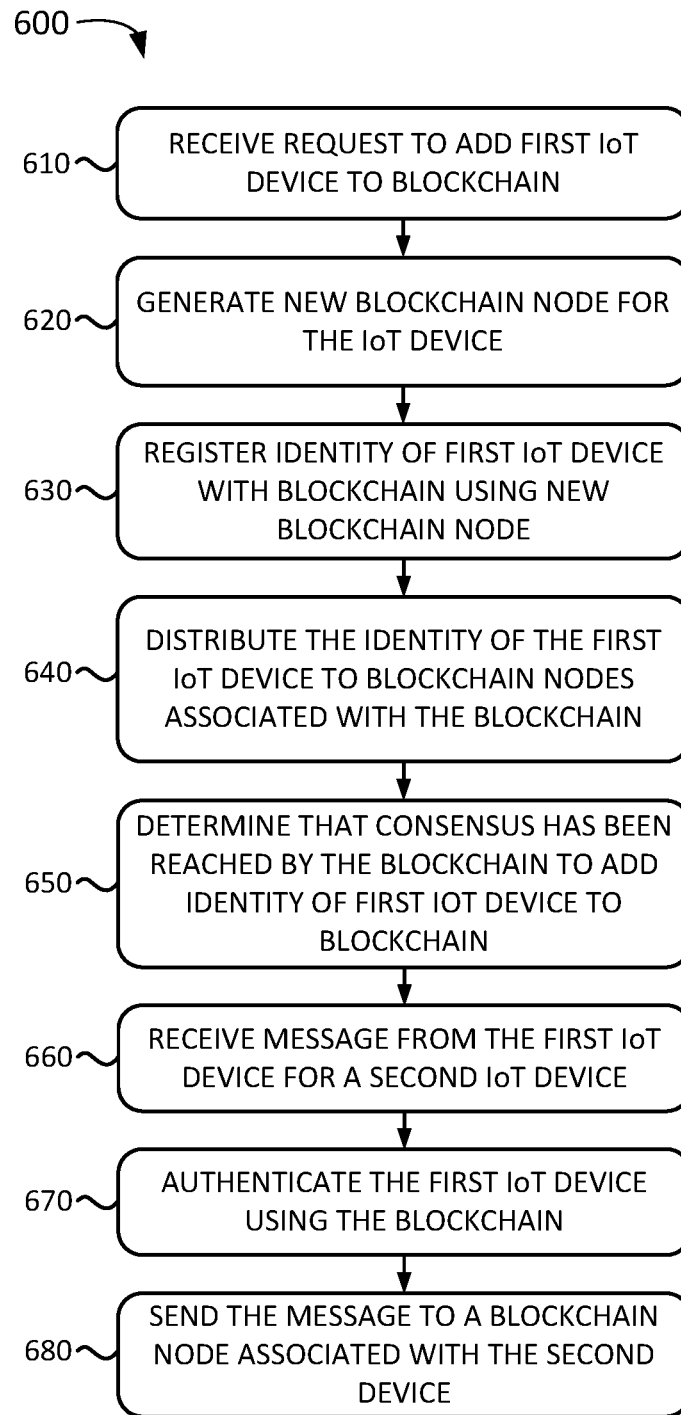 600
610
RECEIVE REQUEST TO ADD FIRST IoT
DEVICE TO BLOCKCHAIN
620
GENERATE NEW BLOCKCHAIN NODE FOR
THE IoT DEVICE
630
REGISTER IDENTITY OF FIRST IoT DEVICE
WITH BLOCKCHAIN USING NEW
BLOCKCHAIN NODE
640
DISTRIBUTE THE IDENTITY OF THE FIRST
IoT DEVICE TO BLOCKCHAIN NODES
ASSOCIATED WITH THE BLOCKCHAIN
650
DETERMINE THAT CONSENSUS HAS BEEN
REACHED BY THE BLOCKCHAIN TO ADD
IDENTITY OF FIRST IOT DEVICE TO
BLOCKCHAIN
660
RECEIVE MESSAGE FROM THE FIRST IoT
DEVICE FOR A SECOND IoT DEVICE
670
AUTHENTICATE THE FIRST IoT DEVICE
USING THE BLOCKCHAIN
680
SEND THE MESSAGE TO A BLOCKCHAIN
NODE ASSOCIATED WITH THE SECOND
DEVICE